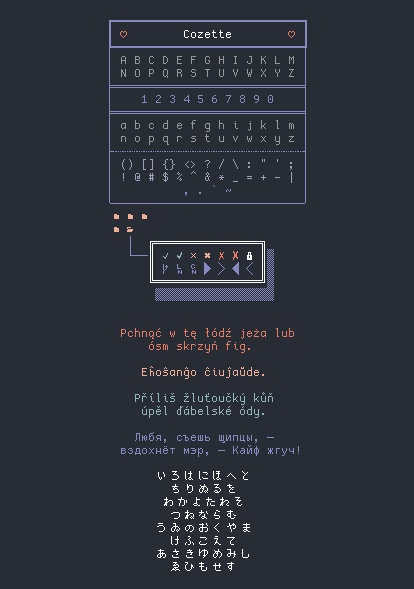 ♡ Cozette ♡
A B C D E F G H I J K L M
N O P Q R S T U V W X Y Z
1 2 3 4 5 6 7 8 9 0
a b c d e f g h i j k l m
n o p q r s t u v w x y z
() [] {} <> ? / \ : " ' ;
! @ # $ % ^ & * _ = + - |
, . ` ~
Pchnąć w tę łódź jeża lub
ósm skrzyń fig.
Eĥoŝanĝo ĉiuĵaŭde.
Příliš žluťoučký kůň
úpěl ďábelské ódy.
Любя, съешь щипцы, —
вздохнёт мэр, — Кайф жгуч!
いろはにほへと
ちりぬるを
わかよたれそ
つねならむ
うゐのおくやま
けふこえて
あさきゆめみし
ゑひもせす